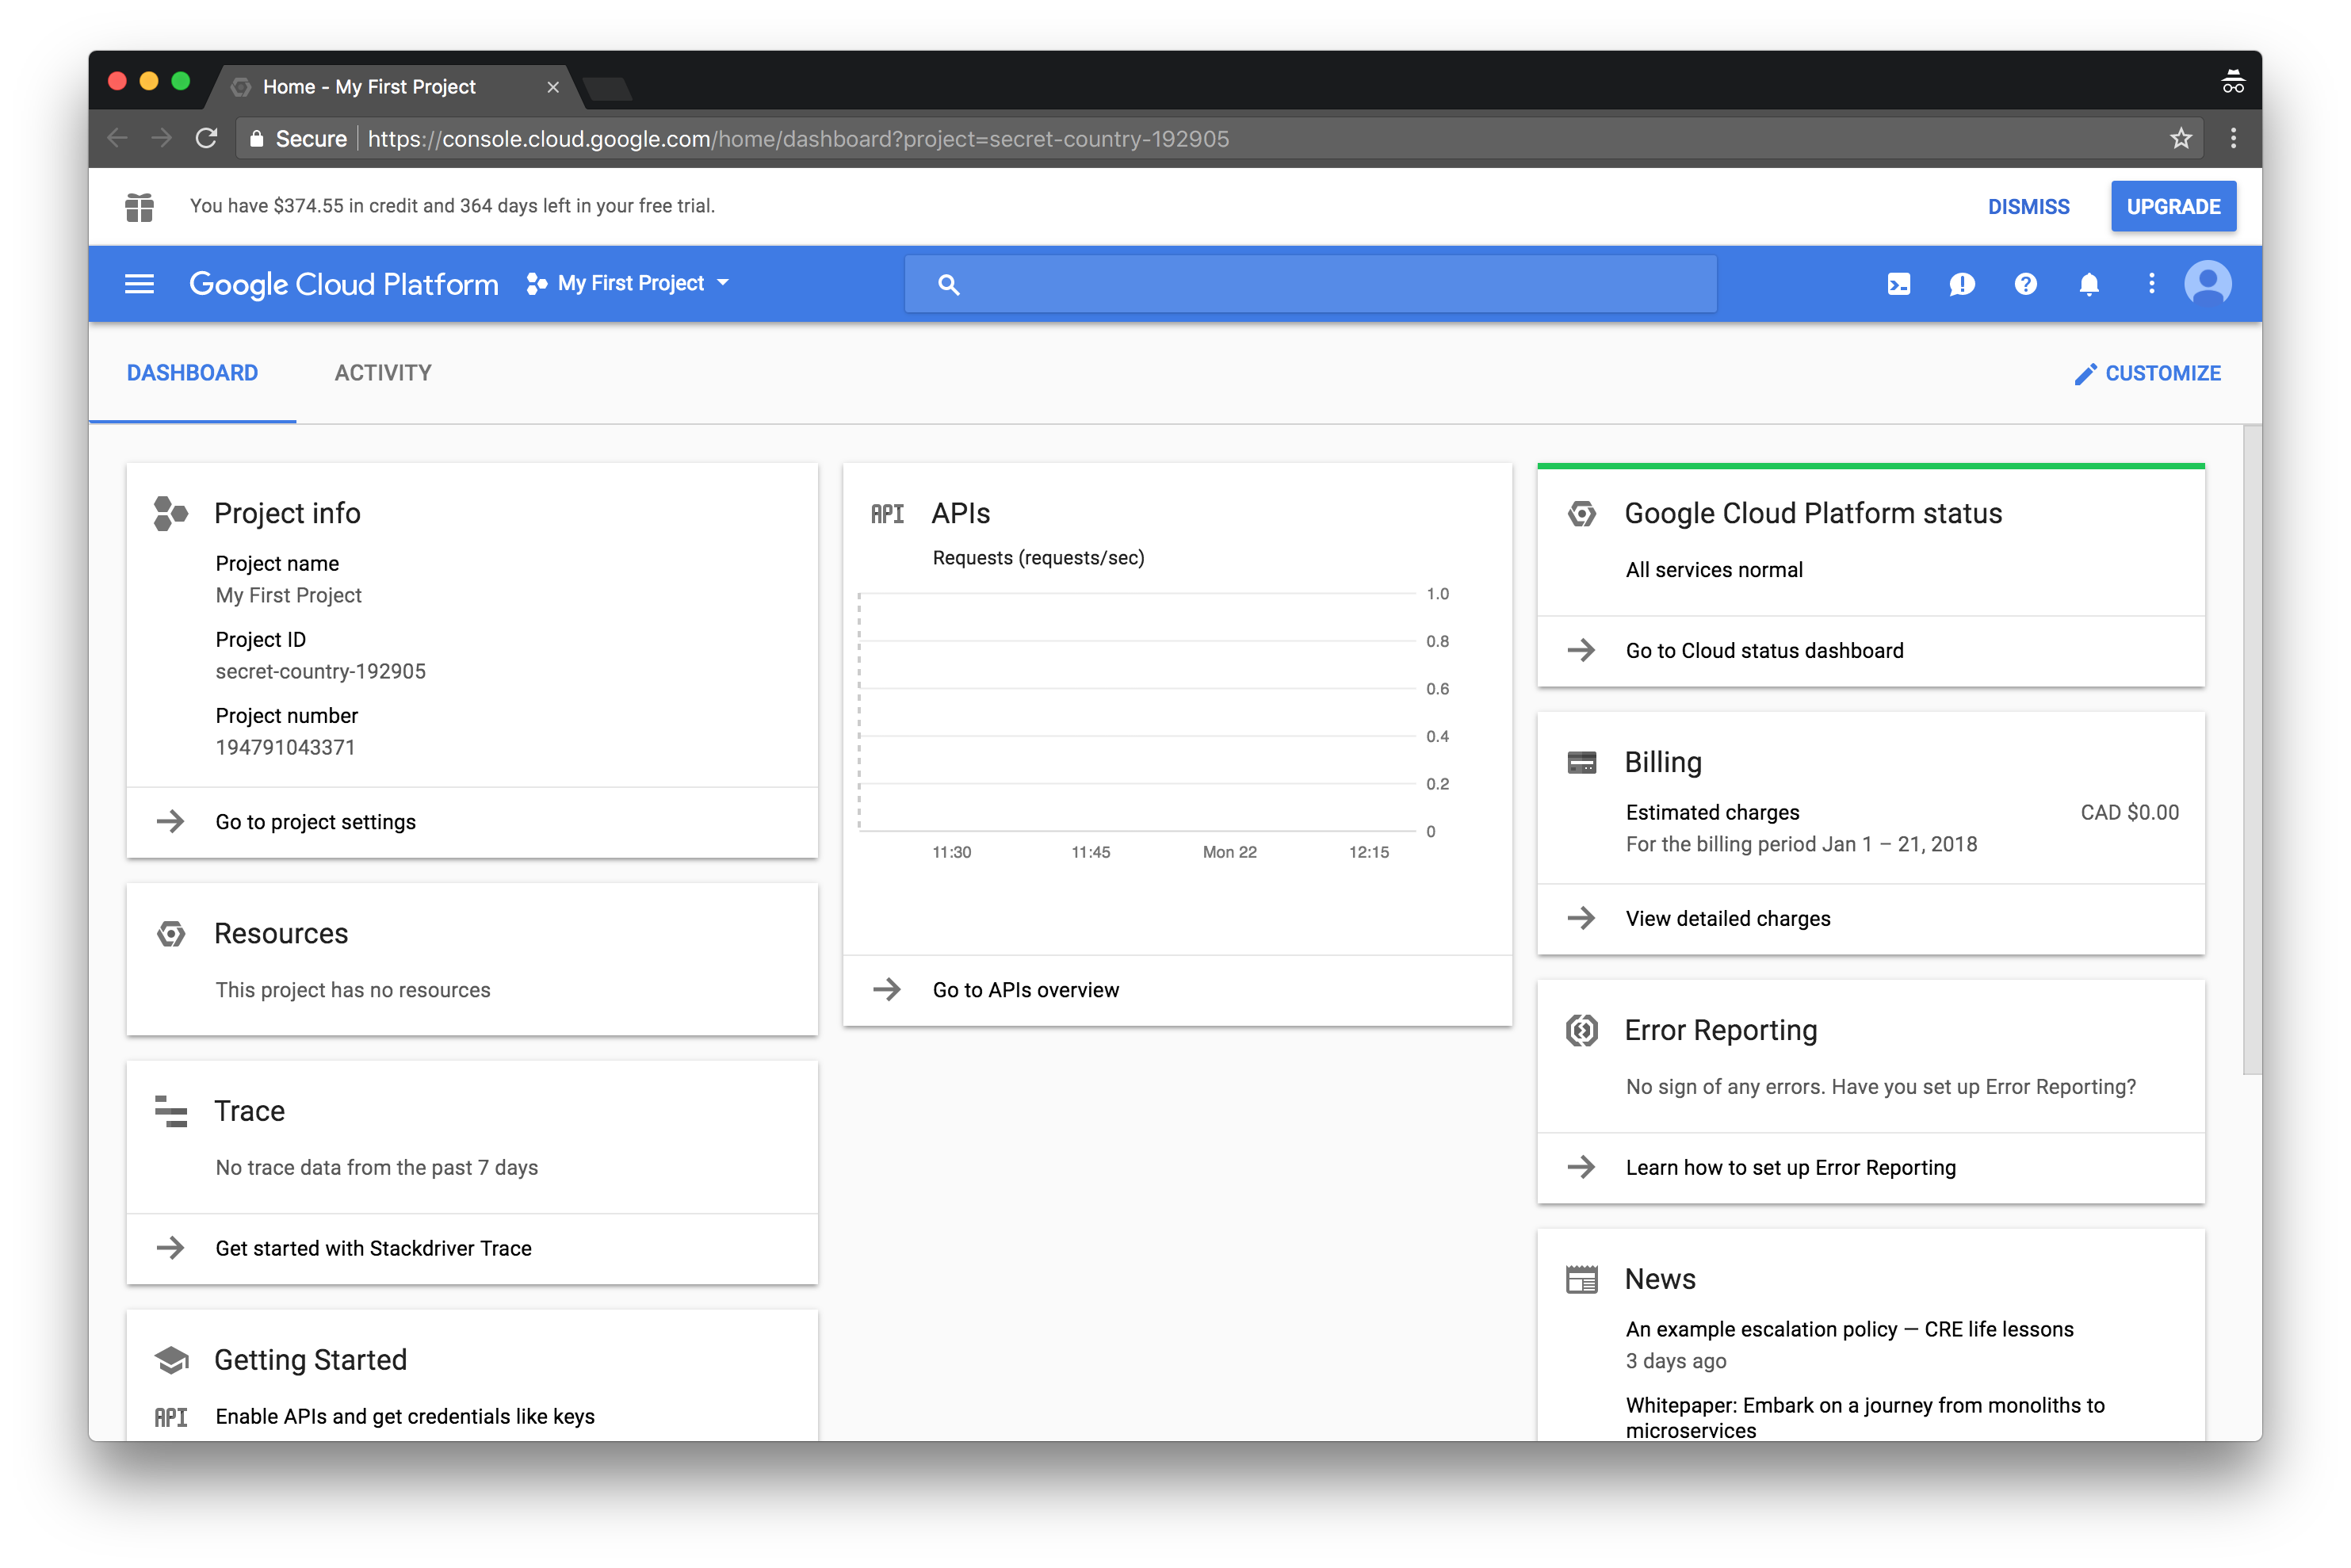 Home - My First Project
Secure https://console.cloud.google.com/home/dashboard?project=secret-country-192905
You have $374.55 in credit and 364 days left in your free trial.
DISMISS
UPGRADE
Google Cloud Platform
My First Project
DASHBOARD
ACTIVITY
CUSTOMIZE
Project info
Project name
My First Project
Project ID
secret-country-192905
Project number
194791043371
Go to project settings
Resources
This project has no resources
Trace
No trace data from the past 7 days
Get started with Stackdriver Trace
Getting Started
API Enable APIs and get credentials like keys
API APIs
Requests (requests/sec)
1.0
0.8
0.6
0.4
0.2
0
11:30 11:45 Mon 22 12:15
Go to APIs overview
Google Cloud Platform status
All services normal
Go to Cloud status dashboard
Billing
Estimated charges CAD $0.00
For the billing period Jan 1 – 21, 2018
View detailed charges
Error Reporting
No sign of any errors. Have you set up Error Reporting?
Learn how to set up Error Reporting
News
An example escalation policy — CRE life lessons
3 days ago
Whitepaper: Embark on a journey from monoliths to
microservices